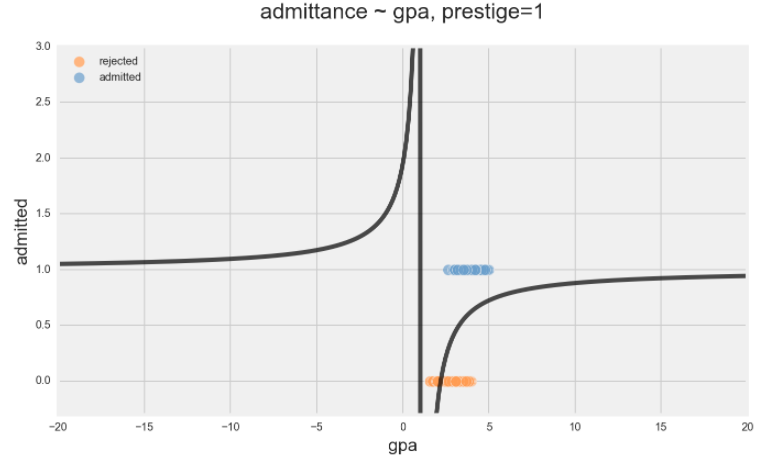 admittance ~ gpa, prestige=1
3.0
rejected
admitted
2.5
2.0
1.5
1.0
0.5
0.0
admitted
−20 −15 −10 −5 0 5 10 15 20
gpa